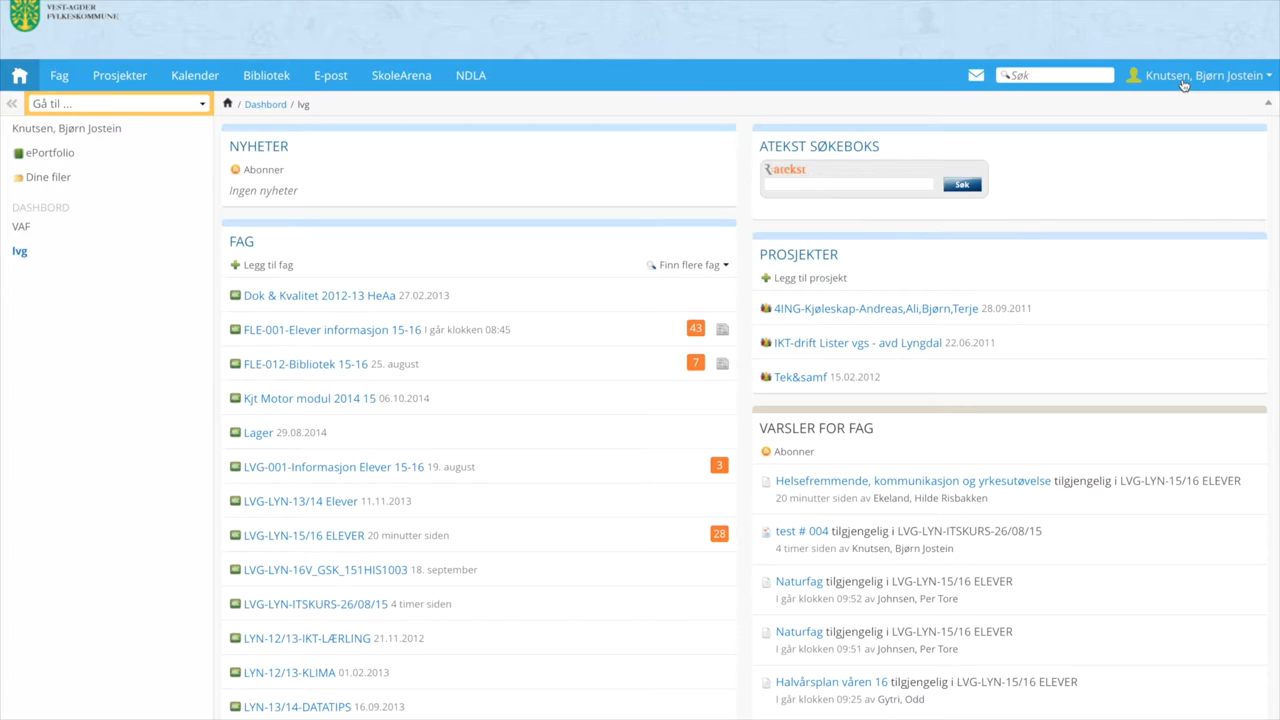 VEST-AGDER
FYLKESKOMMUNE
Fag Prosjekter Kalender Bibliotek E-post SkoleArena NDLA Søk Knutsen, Bjørn Jostein
Gå til ... / Dashbord / lvg
Knutsen, Bjørn Jostein
ePortfolio
Dine filer
DASHBORD
VAF
lvg
NYHETER
Abonner
Ingen nyheter
FAG
Legg til fag Finn flere fag
Dok & Kvalitet 2012-13 HeAa 27.02.2013
FLE-001-Elever informasjon 15-16 I går klokken 08:45 43
FLE-012-Bibliotek 15-16 25. august 7
Kjt Motor modul 2014 15 06.10.2014
Lager 29.08.2014
LVG-001-Informasjon Elever 15-16 19. august 3
LVG-LYN-13/14 Elever 11.11.2013
LVG-LYN-15/16 ELEVER 20 minutter siden 28
LVG-LYN-16V_GSK_151HIS1003 18. september
LVG-LYN-ITSKURS-26/08/15 4 timer siden
LYN-12/13-IKT-LÆRLING 21.11.2012
LYN-12/13-KLIMA 01.02.2013
LYN-13/14-DATATIPS 16.09.2013
ATEKST SØKEBOKS
Ratekst
Søk
PROSJEKTER
Legg til prosjekt
4ING-Kjøleskap-Andreas,Ali,Bjørn,Terje 28.09.2011
IKT-drift Lister vgs - avd Lyngdal 22.06.2011
Tek&samf 15.02.2012
VARSLER FOR FAG
Abonner
Helsefremmende, kommunikasjon og yrkesutøvelse tilgjengelig i LVG-LYN-15/16 ELEVER
20 minutter siden av Ekeland, Hilde Risbakken
test # 004 tilgjengelig i LVG-LYN-ITSKURS-26/08/15
4 timer siden av Knutsen, Bjørn Jostein
Naturfag tilgjengelig i LVG-LYN-15/16 ELEVER
I går klokken 09:52 av Johnsen, Per Tore
Naturfag tilgjengelig i LVG-LYN-15/16 ELEVER
I går klokken 09:51 av Johnsen, Per Tore
Halvårsplan våren 16 tilgjengelig i LVG-LYN-15/16 ELEVER
I går klokken 09:25 av Gytri, Odd